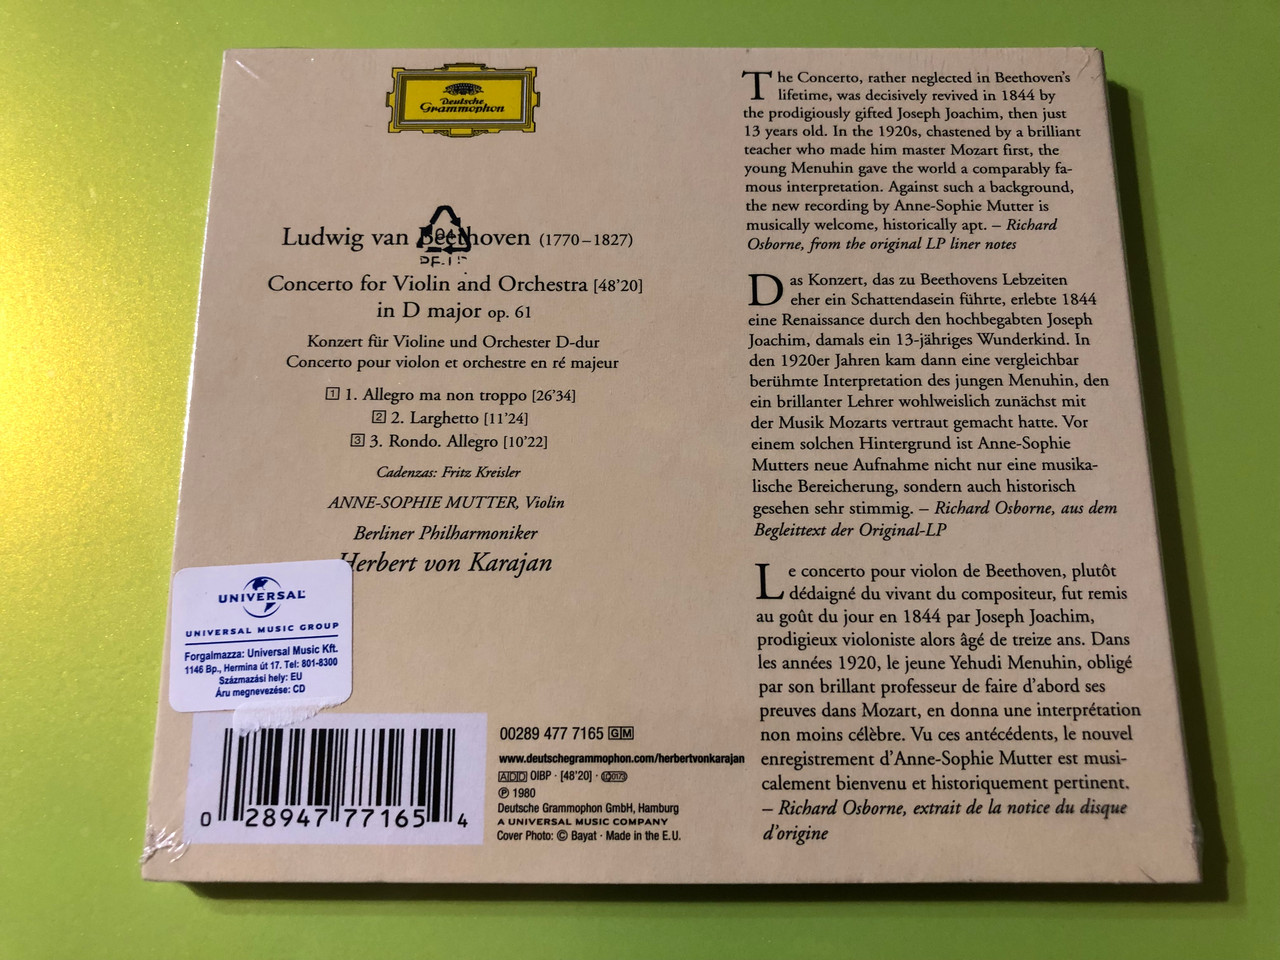 Deutsche
Grammophon
Ludwig van Beethoven (1770–1827)
04
Concerto for Violin and Orchestra [48’20]
in D major op. 61
Konzert für Violine und Orchester D-dur
Concerto pour violon et orchestre en ré majeur
1 1. Allegro ma non troppo [26’34]
2 2. Larghetto [11’24]
3 3. Rondo. Allegro [10’22]
Cadenzas: Fritz Kreisler
ANNE-SOPHIE MUTTER, Violin
Berliner Philharmoniker
Herbert von Karajan
UNIVERSAL
UNIVERSAL MUSIC GROUP
Forgalmazza: Universal Music Kft.
1146 Bp., Hermina út 17. Tel: 801-8300
Származási hely: EU
Áru megnevezése: CD
0 28947 77165 4
00289 477 7165 GM
www.deutschegrammophon.com/herbertvonkarajan
ADD OIBP · [48’20] · LC 0173
℗ 1980
Deutsche Grammophon GmbH, Hamburg
A UNIVERSAL MUSIC COMPANY
Cover Photo: © Bayat · Made in the E.U.
The Concerto, rather neglected in Beethoven’s
lifetime, was decisively revived in 1844 by
the prodigiously gifted Joseph Joachim, then just
13 years old. In the 1920s, chastened by a brilliant
teacher who made him master Mozart first, the
young Menuhin gave the world a comparably fa-
mous interpretation. Against such a background,
the new recording by Anne-Sophie Mutter is
musically welcome, historically apt. – Richard
Osborne, from the original LP liner notes
Das Konzert, das zu Beethovens Lebzeiten
eher ein Schattendasein führte, erlebte 1844
eine Renaissance durch den hochbegabten Joseph
Joachim, damals ein 13-jähriges Wunderkind. In
den 1920er Jahren kam dann eine vergleichbar
berühmte Interpretation des jungen Menuhin, den
ein brillanter Lehrer wohlweislich zunächst mit
der Musik Mozarts vertraut gemacht hatte. Vor
einem solchen Hintergrund ist Anne-Sophie
Mutters neue Aufnahme nicht nur eine musika-
lische Bereicherung, sondern auch historisch
gesehen sehr stimmig. – Richard Osborne, aus dem
Begleittext der Original-LP
Le concerto pour violon de Beethoven, plutôt
dédaigné du vivant du compositeur, fut remis
au goût du jour en 1844 par Joseph Joachim,
prodigieux violoniste alors âgé de treize ans. Dans
les années 1920, le jeune Yehudi Menuhin, obligé
par son brillant professeur de faire d’abord ses
preuves dans Mozart, en donna une interprétation
non moins célèbre. Vu ces antécédents, le nouvel
enregistrement d’Anne-Sophie Mutter est musi-
calement bienvenu et historiquement pertinent.
– Richard Osborne, extrait de la notice du disque
d’origine